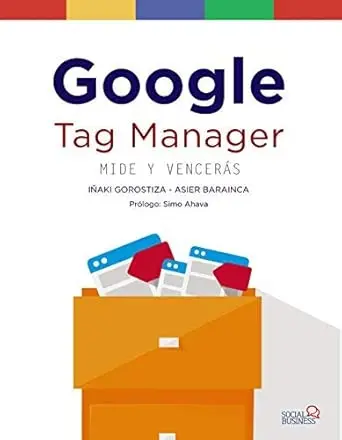 Google
Tag Manager
MIDE Y VENCERÁS
IÑAKI GOROSTIZA - ASIER BARAINCA
Prólogo: Simo Ahava
SOCIAL
BUSINESS